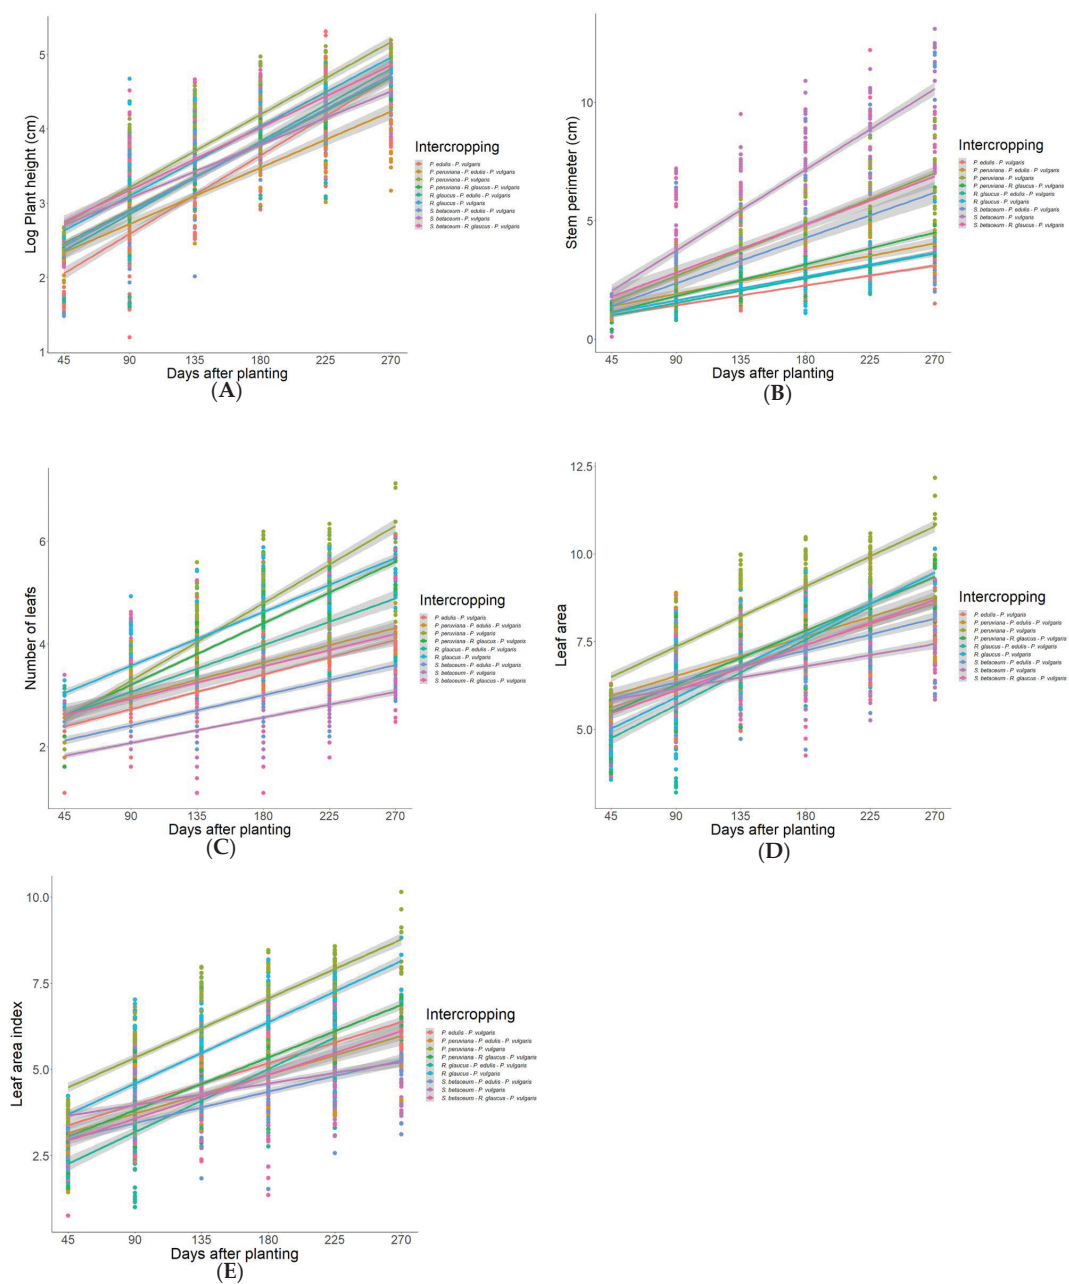 Log Plant height (cm)
5
4
3
2
1
45 90 135 180 225 270
Days after planting
(A)
Intercropping
P. edulis - P. vulgaris
P. peruviana - P. edulis - P. vulgaris
P. peruviana - P. vulgaris
P. peruviana - R. glaucus - P. vulgaris
R. glaucus - P. edulis - P. vulgaris
R. glaucus - P. vulgaris
S. betaceum - P. edulis - P. vulgaris
S. betaceum - P. vulgaris
S. betaceum - R. glaucus - P. vulgaris
Stem perimeter (cm)
10
5
0
45 90 135 180 225 270
Days after planting
(B)
Intercropping
P. edulis - P. vulgaris
P. peruviana - P. edulis - P. vulgaris
P. peruviana - P. vulgaris
P. peruviana - R. glaucus - P. vulgaris
R. glaucus - P. edulis - P. vulgaris
R. glaucus - P. vulgaris
S. betaceum - P. edulis - P. vulgaris
S. betaceum - P. vulgaris
S. betaceum - R. glaucus - P. vulgaris
Number of leafs
6
4
2
45 90 135 180 225 270
Days after planting
(C)
Intercropping
P. edulis - P. vulgaris
P. peruviana - P. edulis - P. vulgaris
P. peruviana - P. vulgaris
P. peruviana - R. glaucus - P. vulgaris
R. glaucus - P. edulis - P. vulgaris
R. glaucus - P. vulgaris
S. betaceum - P. edulis - P. vulgaris
S. betaceum - P. vulgaris
S. betaceum - R. glaucus - P. vulgaris
Leaf area
12.5
10.0
7.5
5.0
45 90 135 180 225 270
Days after planting
(D)
Intercropping
P. edulis - P. vulgaris
P. peruviana - P. edulis - P. vulgaris
P. peruviana - P. vulgaris
P. peruviana - R. glaucus - P. vulgaris
R. glaucus - P. edulis - P. vulgaris
R. glaucus - P. vulgaris
S. betaceum - P. edulis - P. vulgaris
S. betaceum - P. vulgaris
S. betaceum - R. glaucus - P. vulgaris
Leaf area index
10.0
7.5
5.0
2.5
45 90 135 180 225 270
Days after planting
(E)
Intercropping
P. edulis - P. vulgaris
P. peruviana - P. edulis - P. vulgaris
P. peruviana - P. vulgaris
P. peruviana - R. glaucus - P. vulgaris
R. glaucus - P. edulis - P. vulgaris
R. glaucus - P. vulgaris
S. betaceum - P. edulis - P. vulgaris
S. betaceum - P. vulgaris
S. betaceum - R. glaucus - P. vulgaris